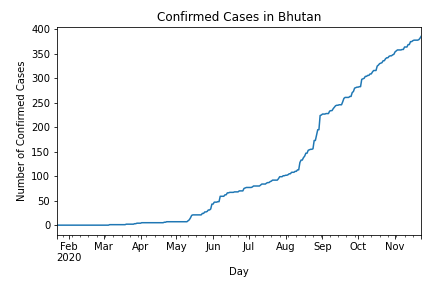 Confirmed Cases in Bhutan
400
350
300
250
200
150
100
50
0
Number of Confirmed Cases
Feb Mar Apr May Jun Jul Aug Sep Oct Nov
2020
Day